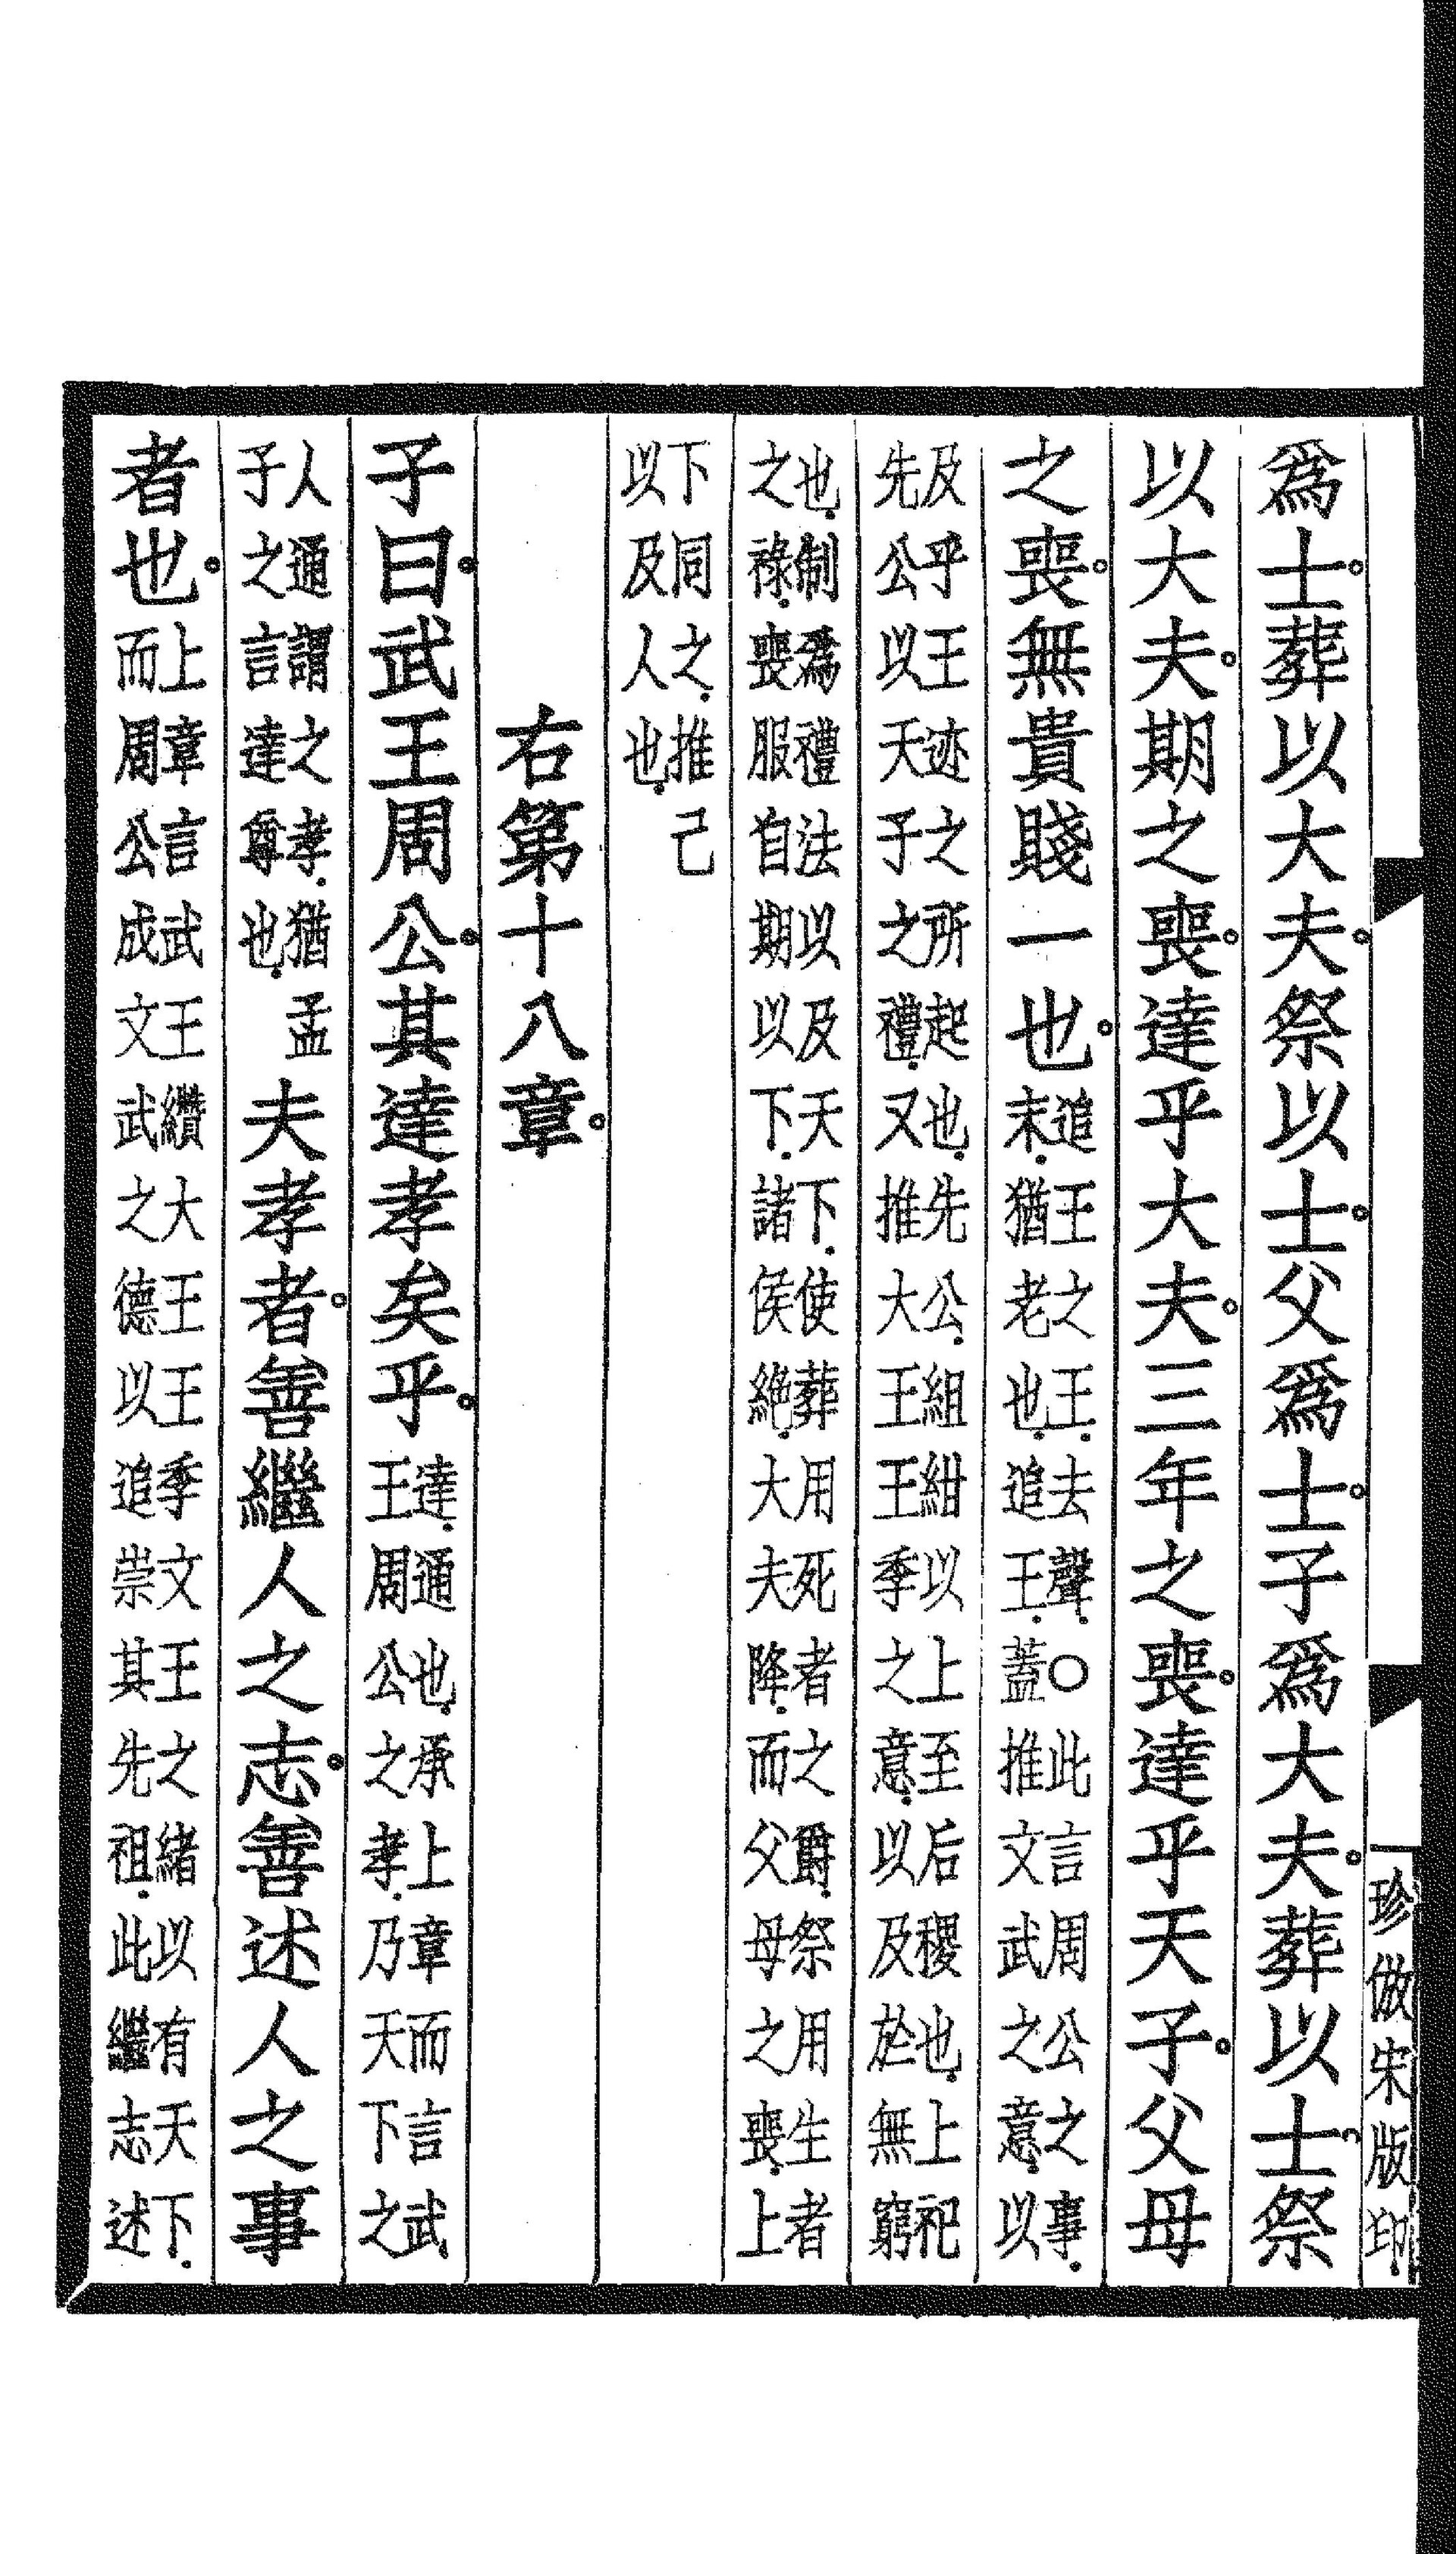 珍倣宋版印
爲士。葬以大夫。祭以士。父爲士。子爲大夫。葬以士。祭
以大夫。期之喪。達乎大夫。三年之喪。達乎天子。父母
之喪。無貴賤一也。
追王之王.去聲.○此言周公之事.
末.猶老也.追王.蓋推文武之意.以
及乎王迹之所起也.先公.組紺以上至后稷也.上祀
先公以天子之禮.又推大王王季之意.以及於無窮
也.制爲禮法以及天下.使葬用死者之爵.祭用生者
之祿.喪服自期以下.諸侯絶.大夫降.而父母之喪.上
下同之.推己
以及人也.
右第十八章。
子曰。武王周公。其達孝矣乎。
達.通也.承上章而言武
王周公之孝.乃天下之
人通謂之孝.猶孟
子之言達尊也.
夫孝者。善繼人之志。善述人之事
者也。
上章言武王纘大王王季文王之緒以有天下.
而周公成文武之德以追崇其先祖.此繼志述